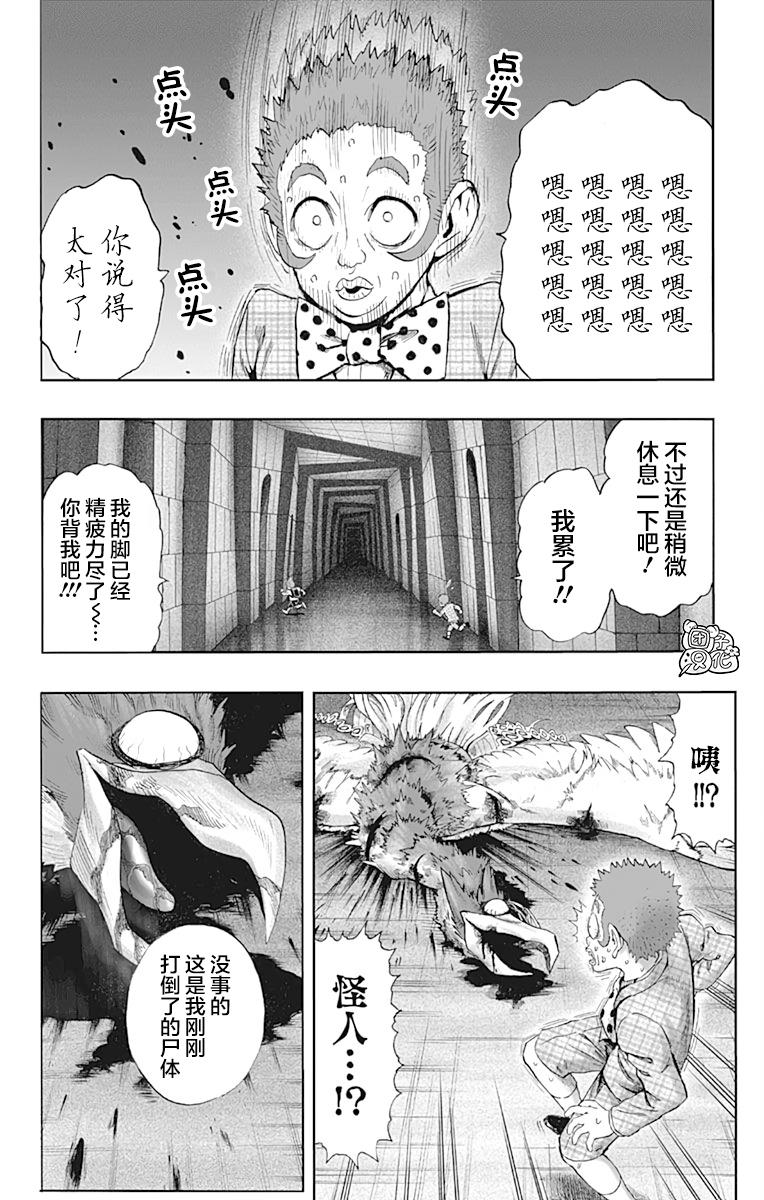 嗯嗯嗯嗯嗯
嗯嗯嗯嗯嗯
嗯嗯嗯嗯嗯
嗯嗯嗯嗯嗯
点头
点头
点头
点头
你说得
太对了！
不过还是稍微
休息一下吧！
我累了!!
我的脚已经
精疲力尽了～…
你背我吧!!!
团子
汉化
咦
!!?
怪人…!?
没事的
这是我刚刚
打倒了的尸体